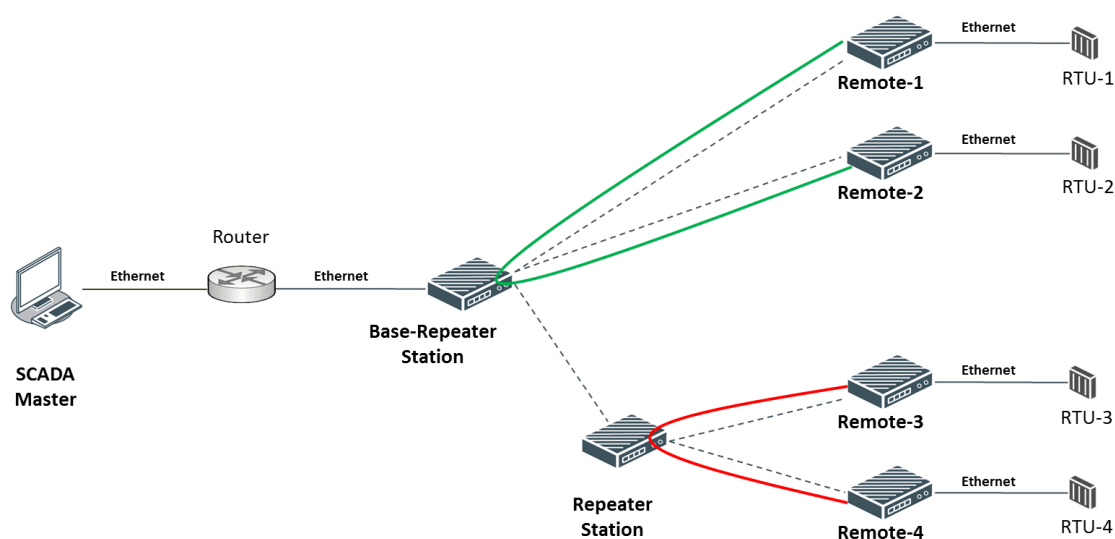 Ethernet
Remote-1
RTU-1
Ethernet
Remote-2
RTU-2
Router
Ethernet
Ethernet
Base-Repeater
Station
SCADA
Master
Ethernet
Remote-3
RTU-3
Repeater
Station
Ethernet
Remote-4
RTU-4